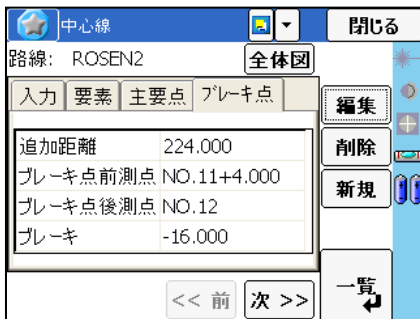 中心線 閉じる
路線: ROSEN2 全体図
入力 要素 主要点 ブレーキ点
編集
追加距離 224.000
削除
ブレーキ点前測点 NO.11+4.000
新規
ブレーキ点後測点 NO.12
ブレーキ -16.000
<< 前 次 >> 一覧